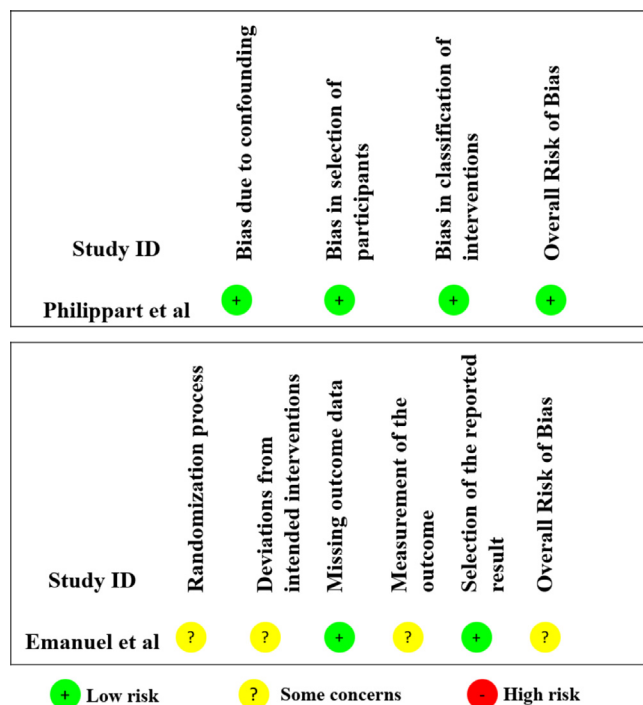 Study ID
Bias due to confounding
Bias in selection of
participants
Bias in classification of
interventions
Overall Risk of Bias
Philippart et al
+
+
+
+
Study ID
Randomization process
Deviations from
intended interventions
Missing outcome data
Measurement of the
outcome
Selection of the reported
result
Overall Risk of Bias
Emanuel et al
?
?
+
?
+
?
+ Low risk
? Some concerns
- High risk